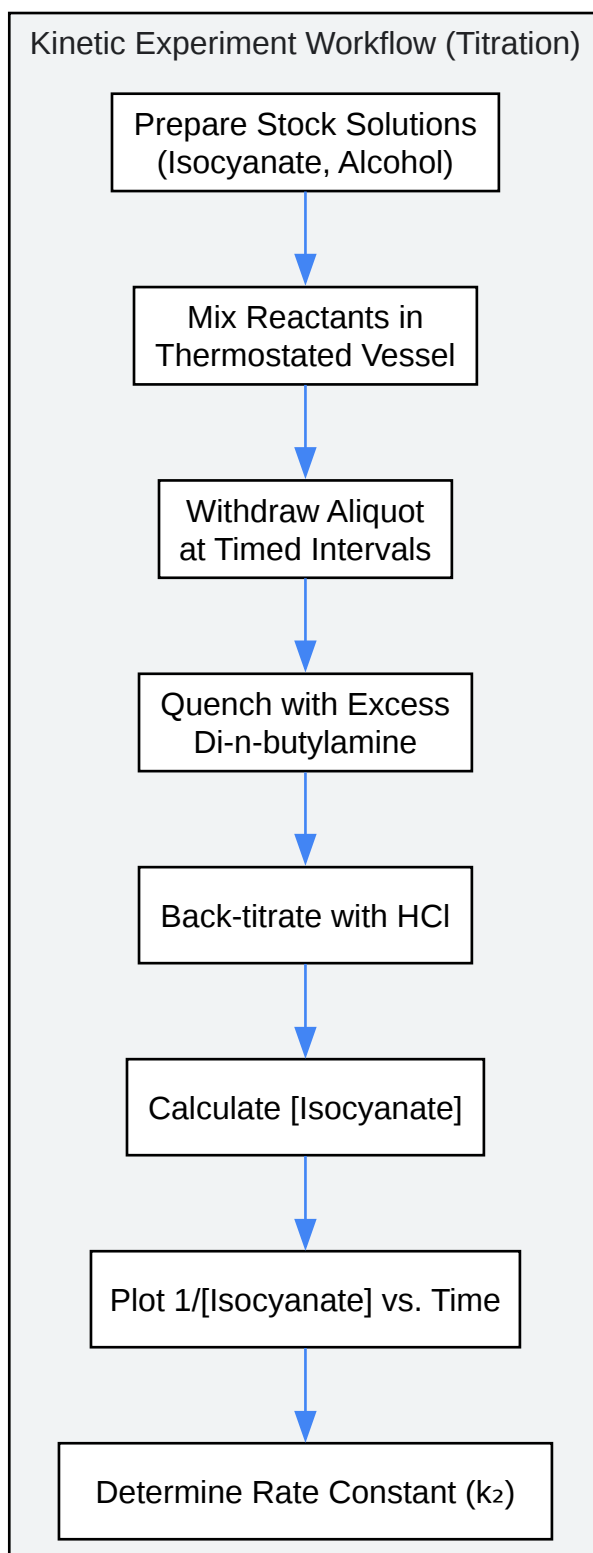 Kinetic Experiment Workflow (Titration)
Prepare Stock Solutions
(Isocyanate, Alcohol)
Mix Reactants in
Thermostated Vessel
Withdraw Aliquot
at Timed Intervals
Quench with Excess
Di-n-butylamine
Back-titrate with HCl
Calculate [Isocyanate]
Plot 1/[Isocyanate] vs. Time
Determine Rate Constant (k₂)